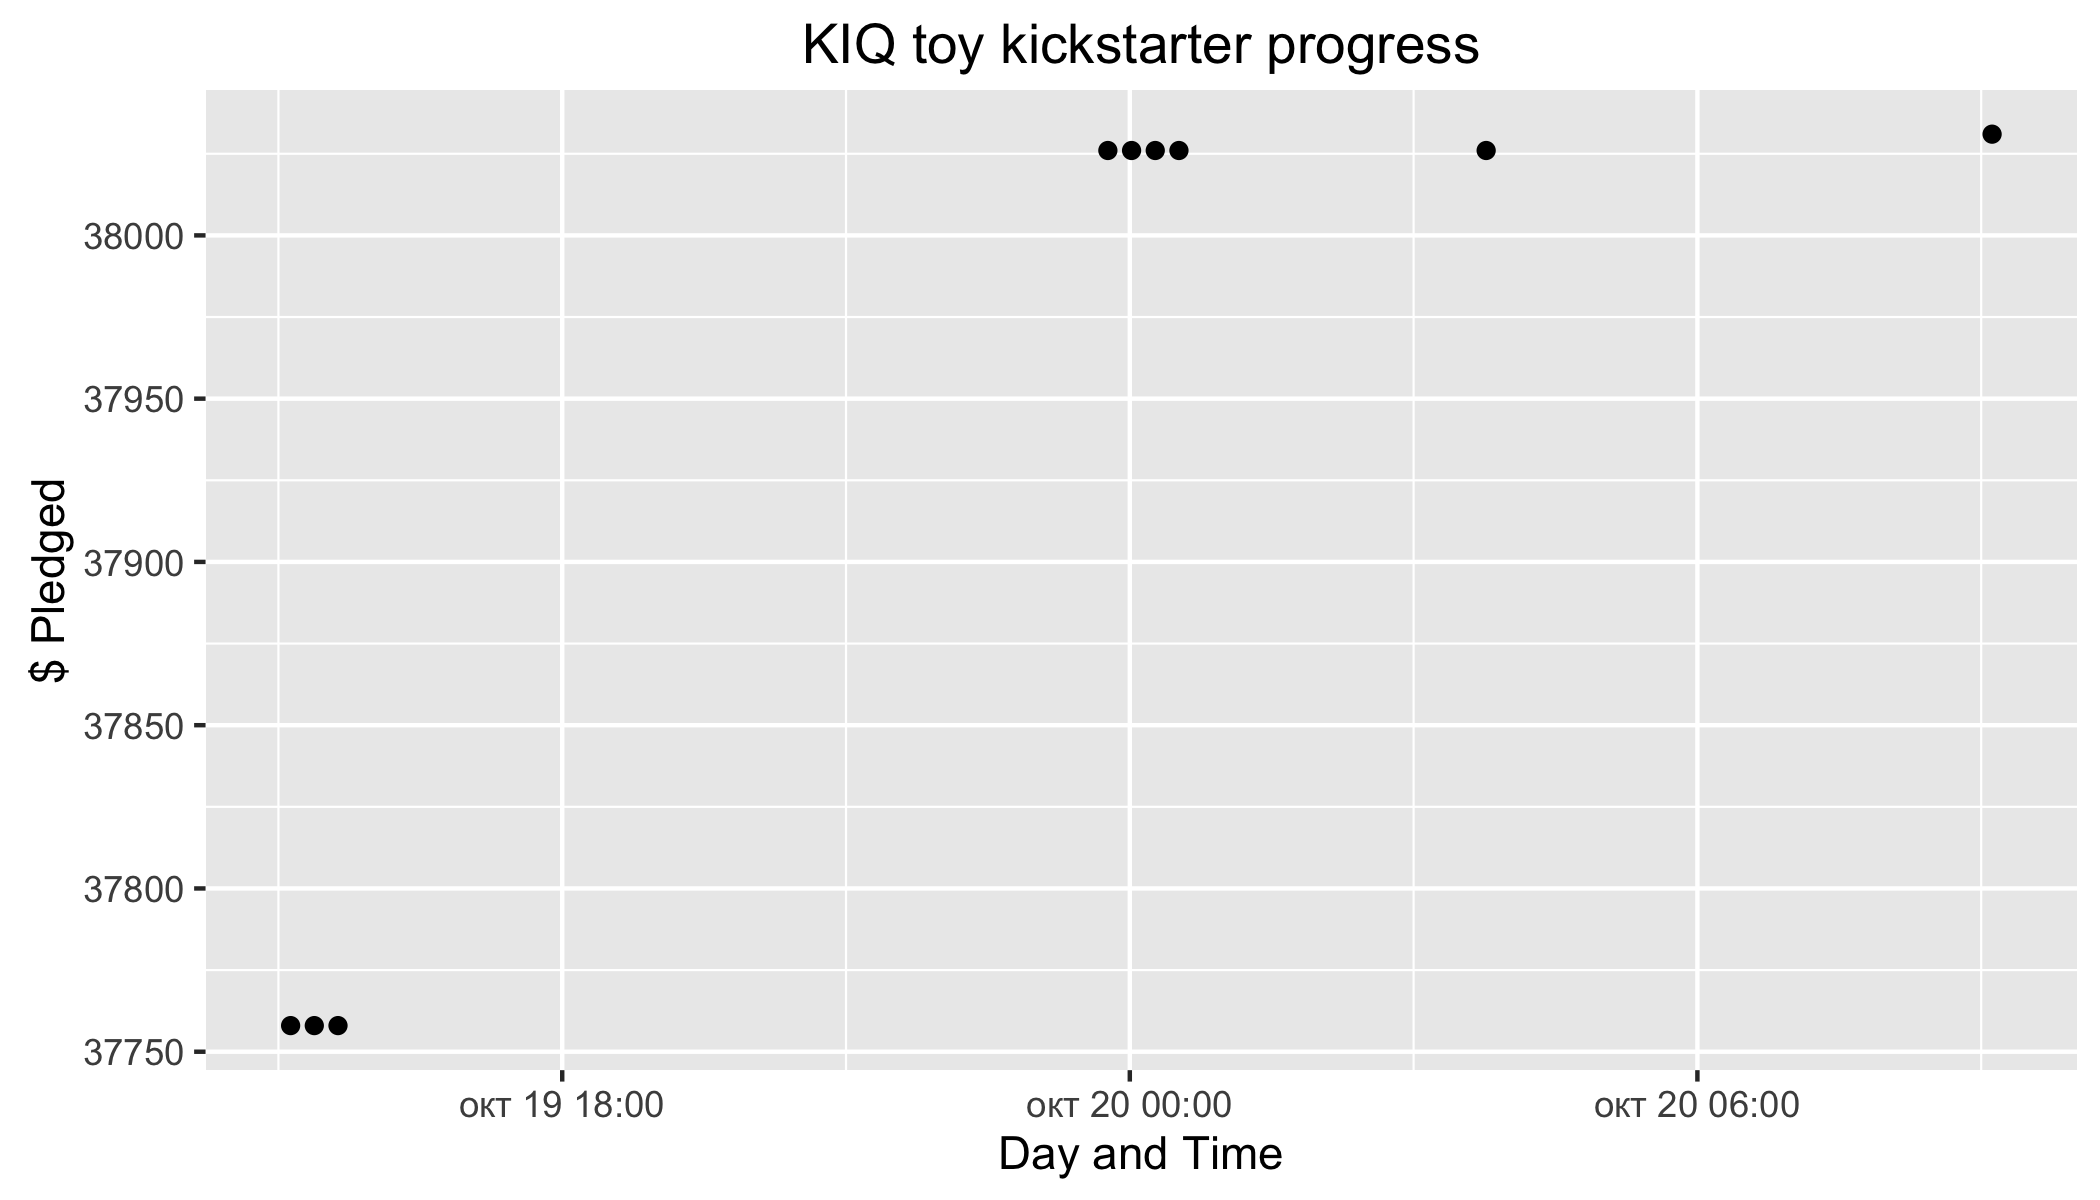 KIQ toy kickstarter progress
$ Pledged
38000
37950
37900
37850
37800
37750
окт 19 18:00
окт 20 00:00
окт 20 06:00
Day and Time